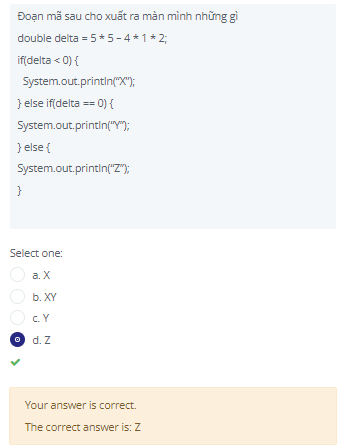 Đoạn mã sau cho xuất ra màn mình những gì
double delta = 5 * 5 – 4 * 1 * 2;
if(delta < 0) {
System.out.println(“X”);
} else if(delta == 0) {
System.out.println(“Y”);
} else {
System.out.println(“Z”);
}
Select one:
a. X
b. XY
c. Y
d. Z
Your answer is correct.
The correct answer is: Z